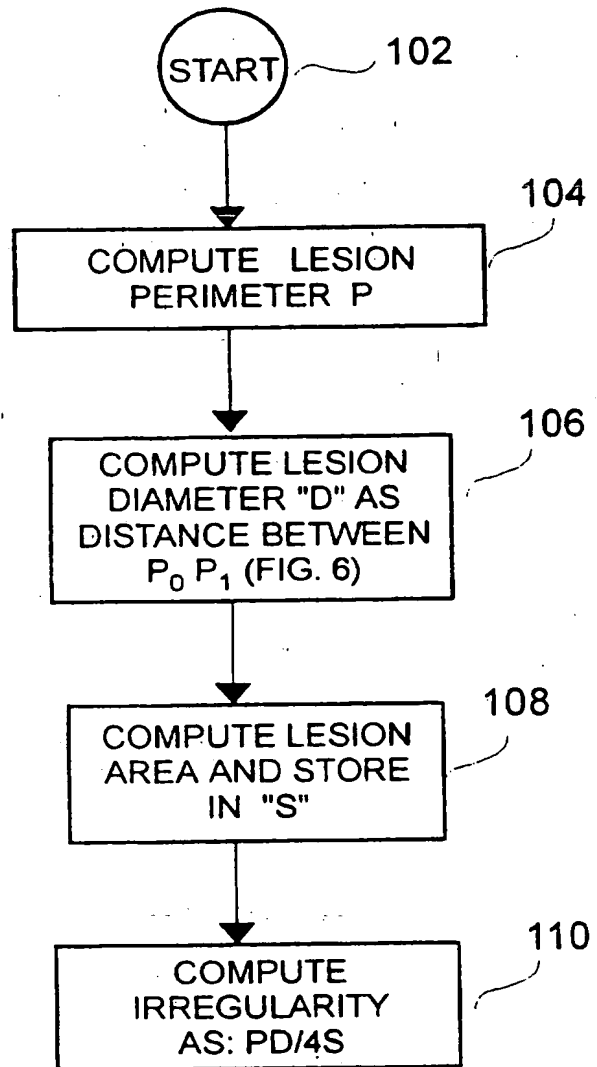 START
102
104
COMPUTE LESION
PERIMETER P
106
COMPUTE LESION
DIAMETER "D" AS
DISTANCE BETWEEN
P₀ P₁ (FIG. 6)
108
COMPUTE LESION
AREA AND STORE
IN "S"
110
COMPUTE
IRREGULARITY
AS: PD/4S